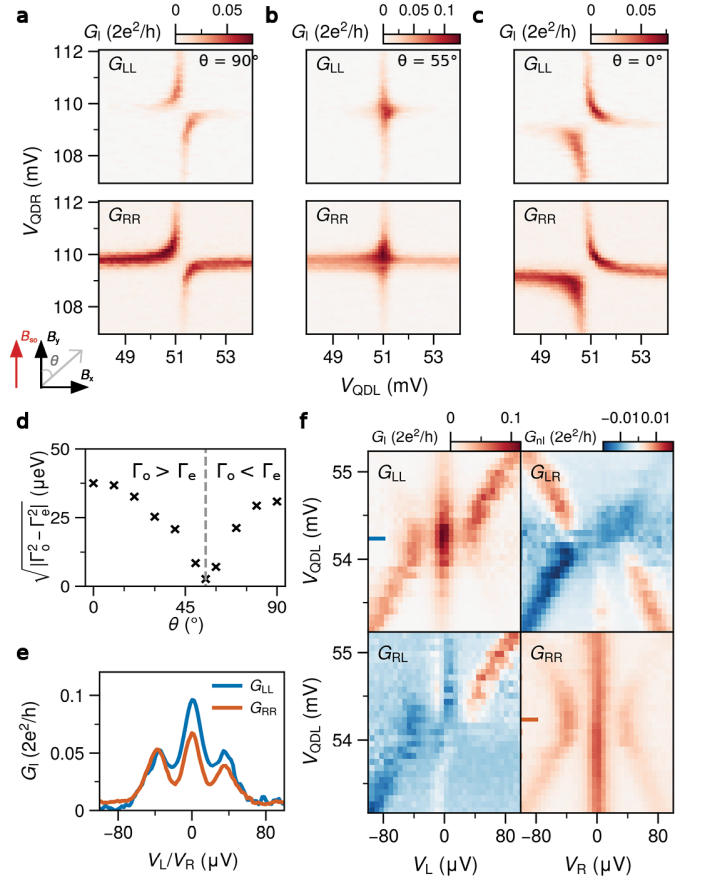 a
G_l (2e²/h)
0
0.05
b
G_l (2e²/h)
0
0.05
0.1
c
G_l (2e²/h)
0
0.05
G_LL
θ = 90°
G_LL
θ = 55°
G_LL
θ = 0°
112
110
108
G_RR
G_RR
G_RR
112
110
108
V_QDR (mV)
49
51
53
49
51
53
49
51
53
V_QDL (mV)
B_so
B_y
θ
B_x
d
50
25
0
√|Γ_o² − Γ_e²| (μeV)
Γ_o > Γ_e
Γ_o < Γ_e
0
45
90
θ (°)
e
G_LL
G_RR
0.1
0.05
0
G_l (2e²/h)
−80
0
80
V_L/V_R (μV)
f
G_l (2e²/h)
0
0.1
G_nl (2e²/h)
−0.01
0.01
G_LL
G_LR
55
54
V_QDL (mV)
G_RL
G_RR
55
54
V_QDL (mV)
−80
0
80
−80
0
80
V_L (μV)
V_R (μV)